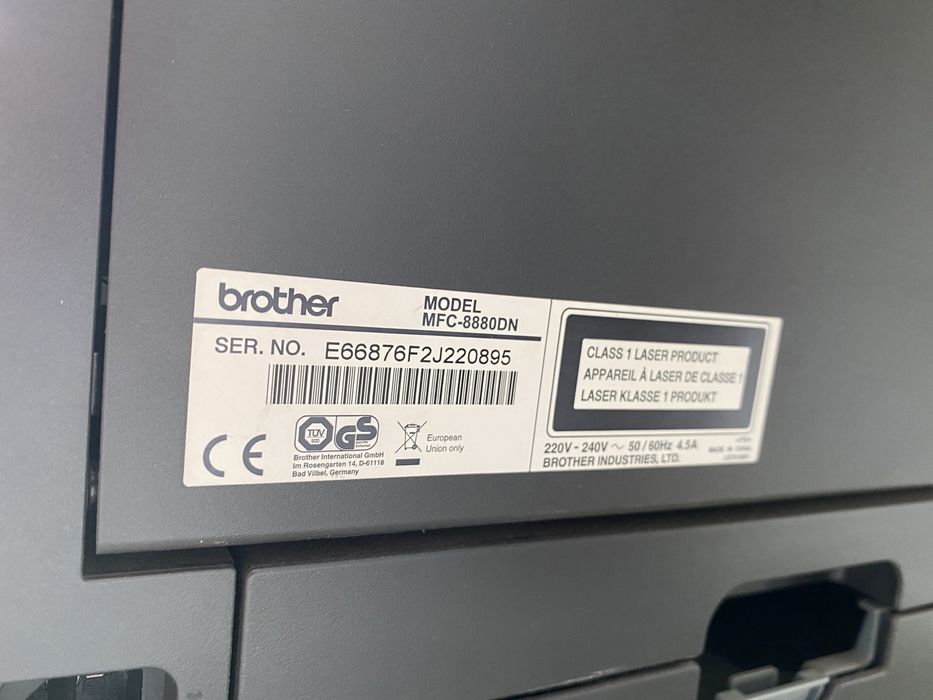 brother
MODEL
MFC-8880DN
SER. NO. E66876F2J220895
TÜV
GS
Brother International GmbH
Im Rosengarten 14, D-61118
Bad Vilbel, Germany
European
Union only
CLASS 1 LASER PRODUCT
APPAREIL À LASER DE CLASSE 1
LASER KLASSE 1 PRODUKT
220V - 240V ~ 50 / 60Hz 4.5A
BROTHER INDUSTRIES, LTD.
MADE IN CHINA